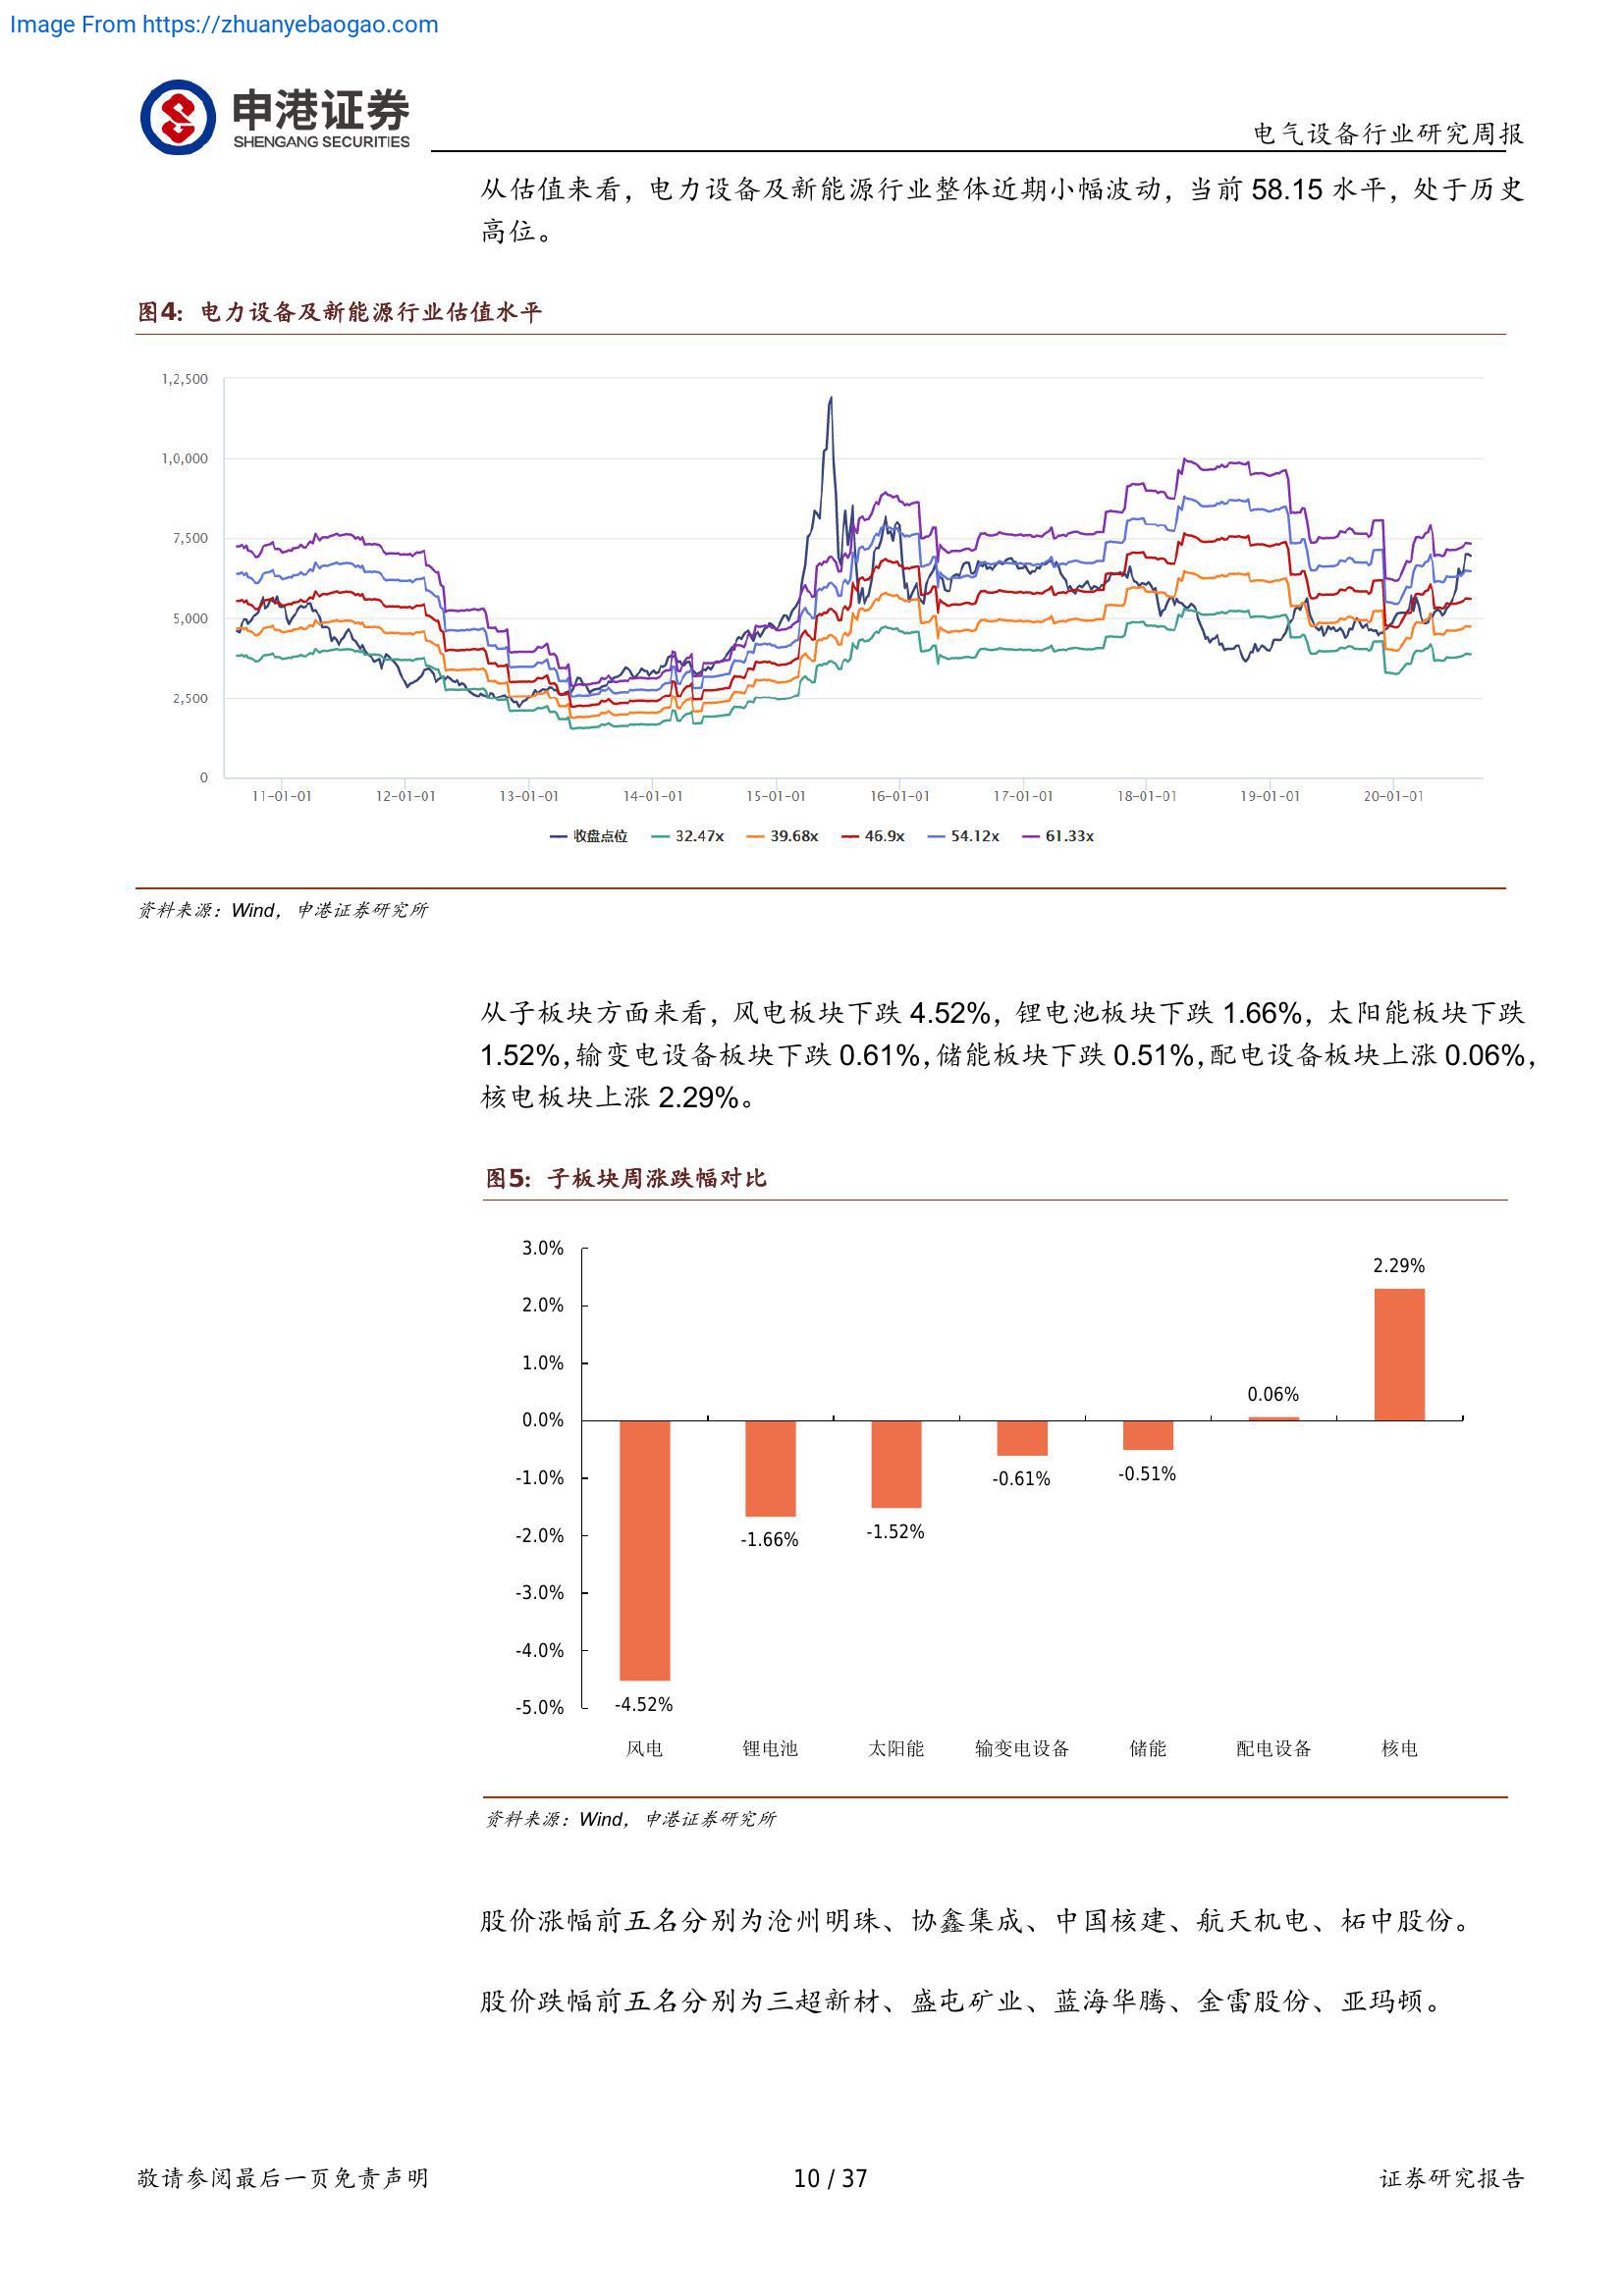 Image From https://zhuanyebaogao.com
申港证券
SHENGANG SECURITIES
电气设备行业研究周报
从估值来看，电力设备及新能源行业整体近期小幅波动，当前 58.15 水平，处于历史
高位。
图4：电力设备及新能源行业估值水平
1,2,500
1,0,000
7,500
5,000
2,500
0
11-01-01 12-01-01 13-01-01 14-01-01 15-01-01 16-01-01 17-01-01 18-01-01 19-01-01 20-01-01
收盘点位 32.47x 39.68x 46.9x 54.12x 61.33x
资料来源：Wind，申港证券研究所
从子板块方面来看，风电板块下跌 4.52%，锂电池板块下跌 1.66%，太阳能板块下跌
1.52%，输变电设备板块下跌 0.61%，储能板块下跌 0.51%，配电设备板块上涨 0.06%，
核电板块上涨 2.29%。
图5：子板块周涨跌幅对比
3.0%
2.29%
2.0%
1.0%
0.06%
0.0%
-1.0%
-0.61%
-0.51%
-2.0%
-1.66%
-1.52%
-3.0%
-4.0%
-5.0%
-4.52%
风电 锂电池 太阳能 输变电设备 储能 配电设备 核电
资料来源：Wind，申港证券研究所
股价涨幅前五名分别为沧州明珠、协鑫集成、中国核建、航天机电、柘中股份。
股价跌幅前五名分别为三超新材、盛屯矿业、蓝海华腾、金雷股份、亚玛顿。
敬请参阅最后一页免责声明 10 / 37 证券研究报告